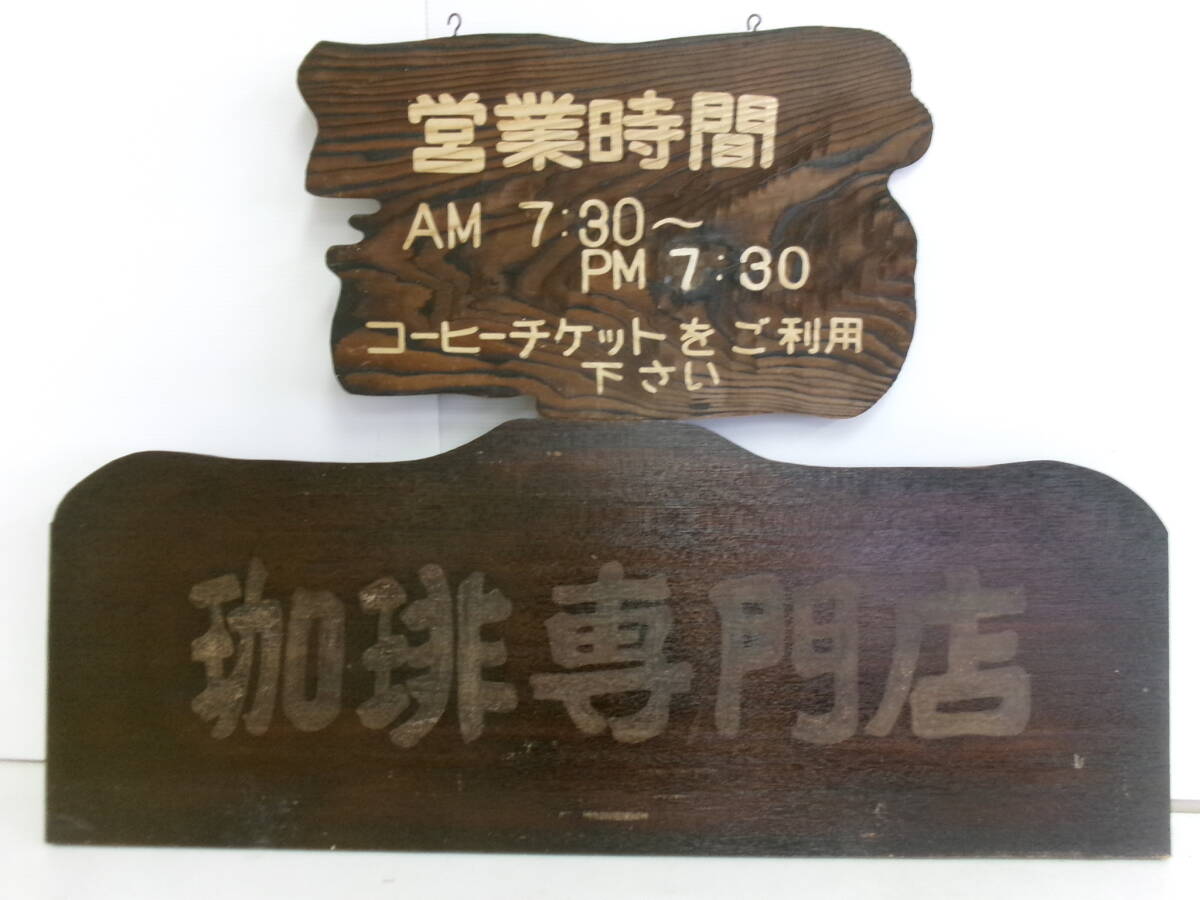 営業時間
AM 7:30〜
PM 7:30
コーヒーチケットをご利用
下さい
珈琲専門店